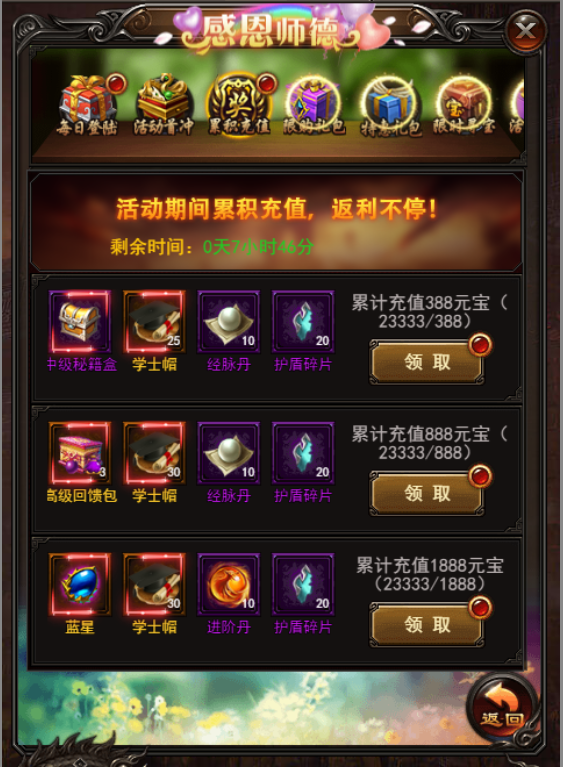 感恩师德
每日登陆 活动首冲 累积充值 限购礼包 特惠礼包 限时 宝 活
活动期间累积充值，返利不停！
剩余时间：0天7小时46分
累计充值388元宝（
23333/388）
25 10 20
中级秘籍盒 学士帽 经脉丹 护盾碎片
领 取
累计充值888元宝（
23333/888）
3 30 10 20
高级回馈包 学士帽 经脉丹 护盾碎片
领 取
累计充值1888元宝
（23333/1888）
30 10 20
蓝星 学士帽 进阶丹 护盾碎片
领 取
返回